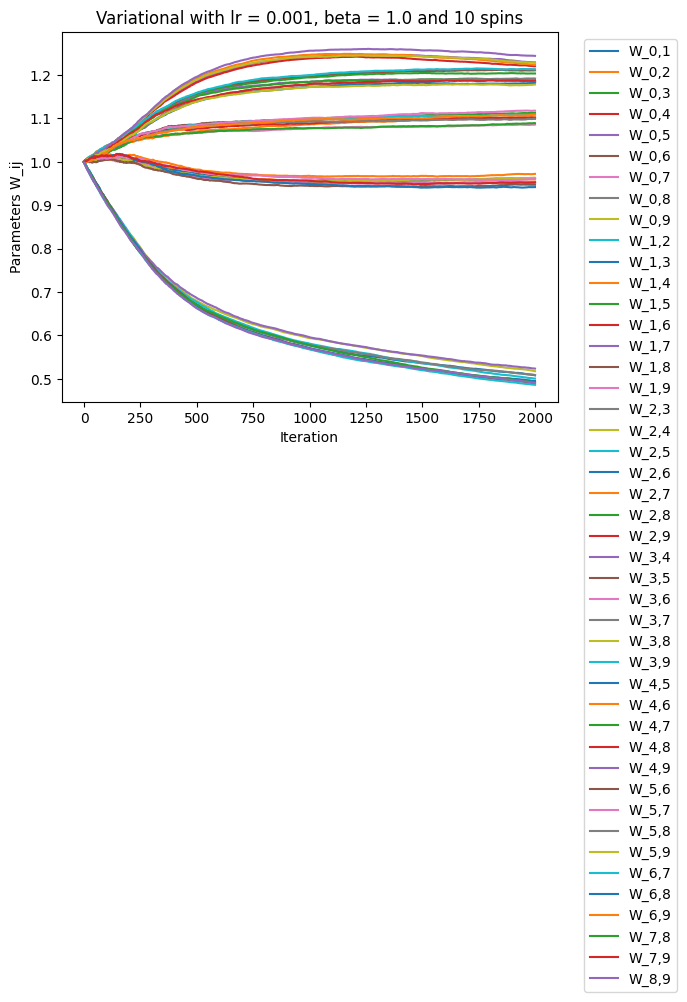 Variational with lr = 0.001, beta = 1.0 and 10 spins
Parameters W_ij
1.2
1.1
1.0
0.9
0.8
0.7
0.6
0.5
0
250
500
750
1000
1250
1500
1750
2000
Iteration
W_0,1
W_0,2
W_0,3
W_0,4
W_0,5
W_0,6
W_0,7
W_0,8
W_0,9
W_1,2
W_1,3
W_1,4
W_1,5
W_1,6
W_1,7
W_1,8
W_1,9
W_2,3
W_2,4
W_2,5
W_2,6
W_2,7
W_2,8
W_2,9
W_3,4
W_3,5
W_3,6
W_3,7
W_3,8
W_3,9
W_4,5
W_4,6
W_4,7
W_4,8
W_4,9
W_5,6
W_5,7
W_5,8
W_5,9
W_6,7
W_6,8
W_6,9
W_7,8
W_7,9
W_8,9